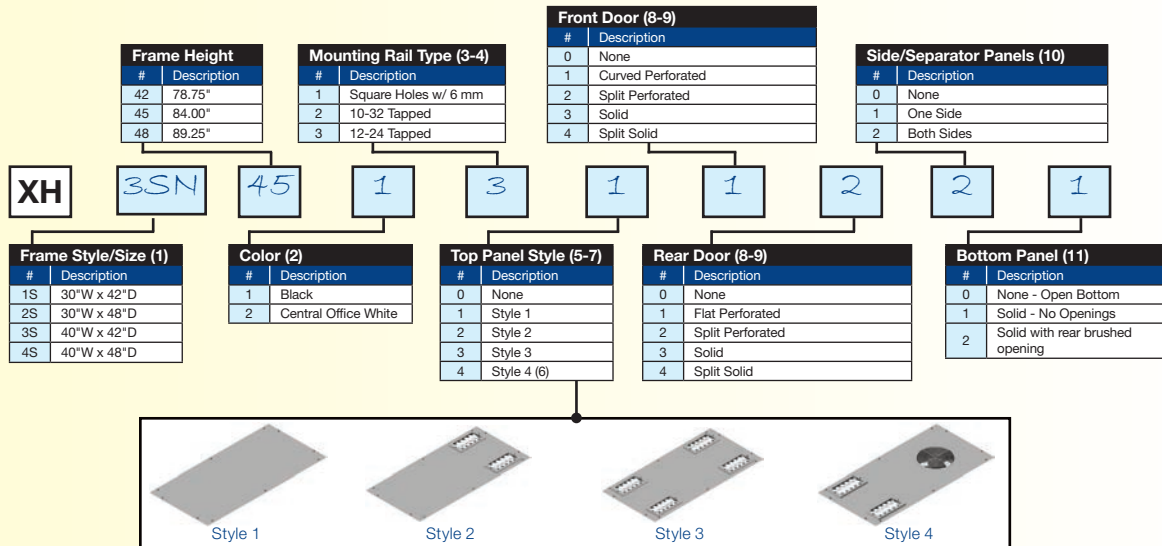 Front Door (8-9)
# Description
0 None
1 Curved Perforated
2 Split Perforated
3 Solid
4 Split Solid
Frame Height
# Description
42 78.75"
45 84.00"
48 89.25"
Mounting Rail Type (3-4)
# Description
1 Square Holes w/ 6 mm
2 10-32 Tapped
3 12-24 Tapped
Side/Separator Panels (10)
# Description
0 None
1 One Side
2 Both Sides
XH 3SN 45 1 3 1 1 2 2 1
Frame Style/Size (1)
# Description
1S 30"W x 42"D
2S 30"W x 48"D
3S 40"W x 42"D
4S 40"W x 48"D
Color (2)
# Description
1 Black
2 Central Office White
Top Panel Style (5-7)
# Description
0 None
1 Style 1
2 Style 2
3 Style 3
4 Style 4 (6)
Rear Door (8-9)
# Description
0 None
1 Flat Perforated
2 Split Perforated
3 Solid
4 Split Solid
Bottom Panel (11)
# Description
0 None - Open Bottom
1 Solid - No Openings
2 Solid with rear brushed
opening
Style 1 Style 2 Style 3 Style 4